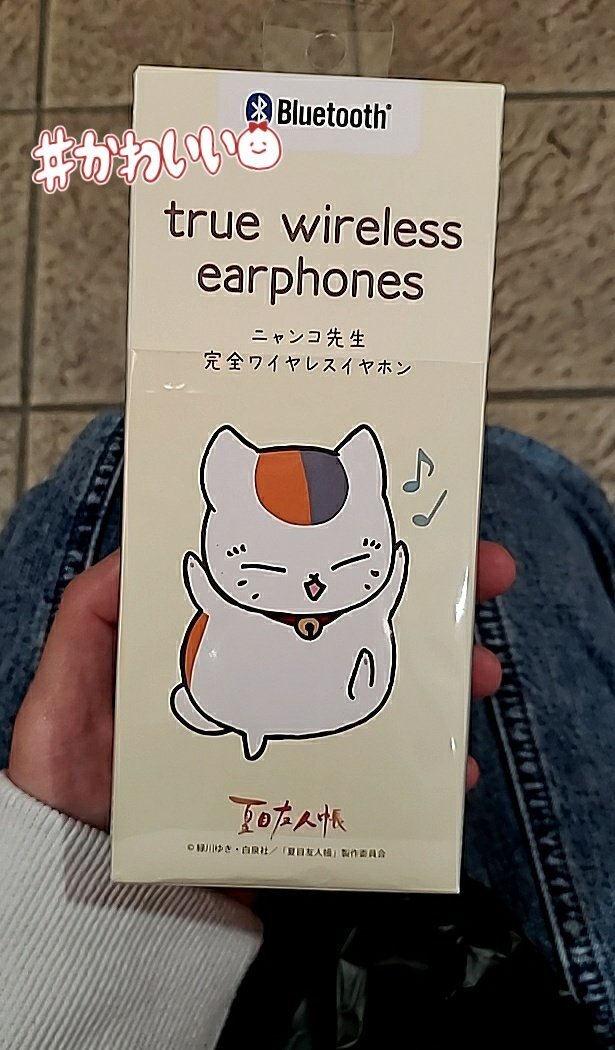 Bluetooth®
#かわいい
true wireless
earphones
ニャンコ先生
完全ワイヤレスイヤホン
夏目友人帳
© 緑川ゆき・白泉社／「夏目友人帳」製作委員会